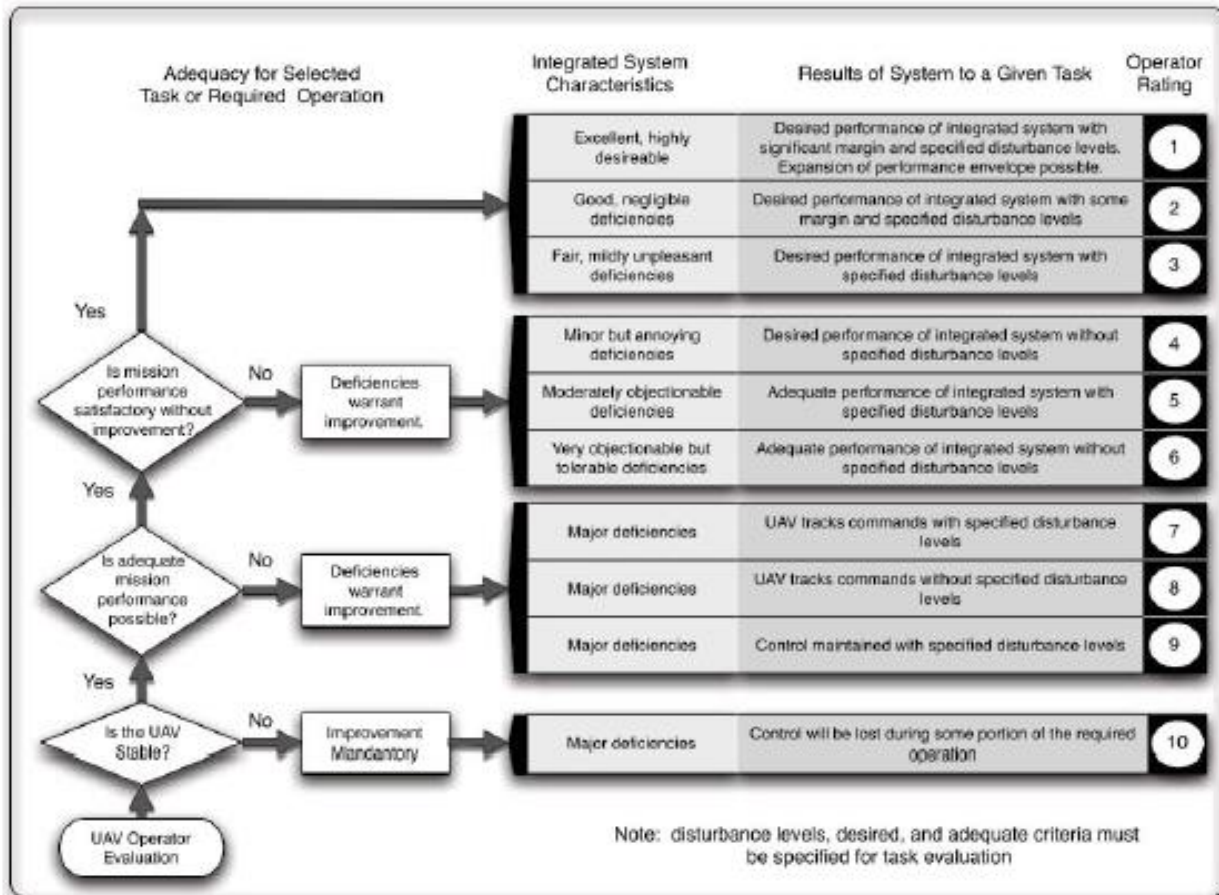 Adequacy for Selected
Task or Required Operation
Integrated System
Characteristics
Results of System to a Given Task
Operator
Rating
Excellent, highly
desireable
Desired performance of integrated system with
significant margin and specified disturbance levels.
Expansion of performance envelope possible.
1
Good, negligible
deficiencies
Desired performance of integrated system with some
margin and specified disturbance levels
2
Fair, mildly unpleasant
deficiencies
Desired performance of integrated system with
specified disturbance levels
3
Yes
Is mission
performance
satisfactory without
improvement?
No
Deficiencies
warrant
improvement.
Minor but annoying
deficiencies
Desired performance of integrated system without
specified disturbance levels
4
Moderately objectionable
deficiencies
Adequate performance of integrated system with
specified disturbance levels
5
Very objectionable but
tolerable deficiencies
Adequate performance of integrated system without
specified disturbance levels
6
Yes
Is adequate
mission
performance
possible?
No
Deficiencies
warrant
improvement.
Major deficiencies
UAV tracks commands with specified disturbance
levels
7
Major deficiencies
UAV tracks commands without specified disturbance
levels
8
Major deficiencies
Control maintained with specified disturbance levels
9
Yes
Is the UAV
Stable?
No
Improvement
Mandantory
Major deficiencies
Control will be lost during some portion of the required
operation
10
UAV Operator
Evaluation
Note: disturbance levels, desired, and adequate criteria must
be specified for task evaluation